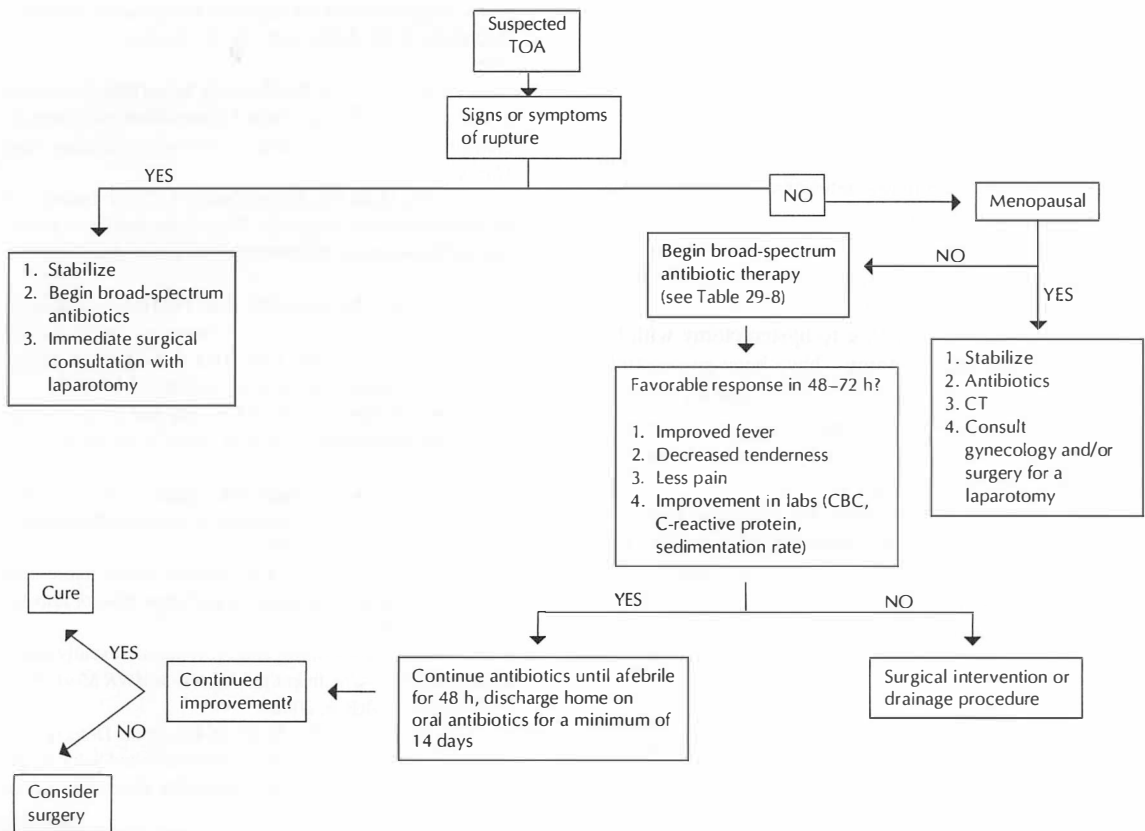 Suspected
TOA
Signs or symptoms
of rupture
YES
NO
Menopausal
1. Stabilize
2. Begin broad-spectrum
antibiotics
3. Immediate surgical
consultation with
laparotomy
Begin broad-spectrum
antibiotic therapy
(see Table 29-8)
NO
YES
1. Stabilize
2. Antibiotics
3. CT
4. Consult
gynecology and/or
surgery for a
laparotomy
Favorable response in 48–72 h?
1. Improved fever
2. Decreased tenderness
3. Less pain
4. Improvement in labs (CBC,
C-reactive protein,
sedimentation rate)
YES
NO
Continue antibiotics until afebrile
for 48 h, discharge home on
oral antibiotics for a minimum of
14 days
Surgical intervention or
drainage procedure
Continued
improvement?
YES
Cure
NO
Consider
surgery